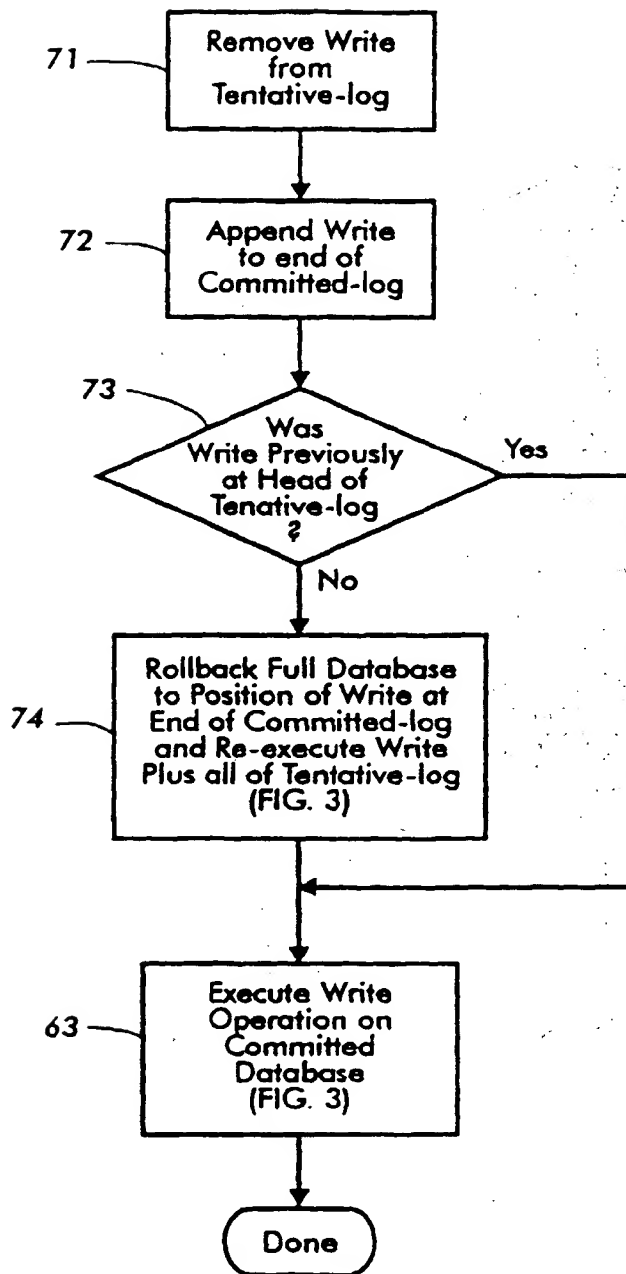 71
Remove Write
from
Tentative-log
72
Append Write
to end of
Committed-log
73
Was
Write Previously
at Head of
Tenative-log
?
Yes
No
74
Rollback Full Database
to Position of Write at
End of Committed-log
and Re-execute Write
Plus all of Tentative-log
(FIG. 3)
63
Execute Write
Operation on
Committed
Database
(FIG. 3)
Done